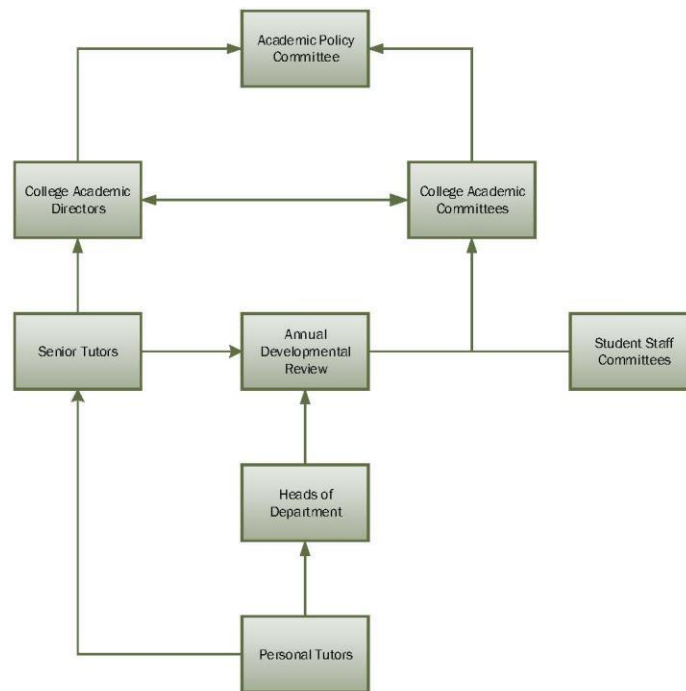 Academic Policy
Committee
College Academic
Directors
College Academic
Committees
Senior Tutors
Annual
Developmental
Review
Student Staff
Committees
Heads of
Department
Personal Tutors